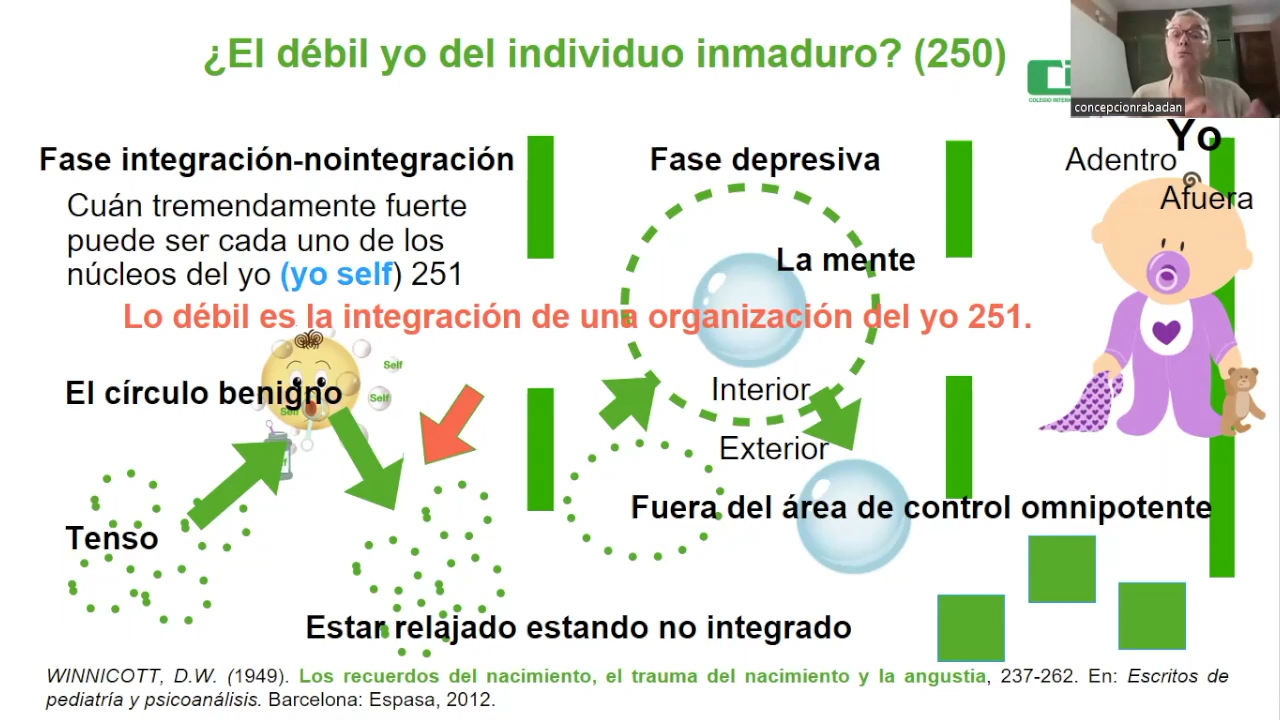 ¿El débil yo del individuo inmaduro? (250)
COLEGIO INTER
concepcionrabadan
Fase integración-nointegración
Fase depresiva
Yo
Adentro
Afuera
Cuán tremendamente fuerte
puede ser cada uno de los
núcleos del yo (yo self) 251
La mente
Lo débil es la integración de una organización del yo 251.
Self
Self
Self
El círculo benigno
Interior
Exterior
Fuera del área de control omnipotente
Tenso
Estar relajado estando no integrado
WINNICOTT, D.W. (1949). Los recuerdos del nacimiento, el trauma del nacimiento y la angustia, 237-262. En: Escritos de
pediatría y psicoanálisis. Barcelona: Espasa, 2012.